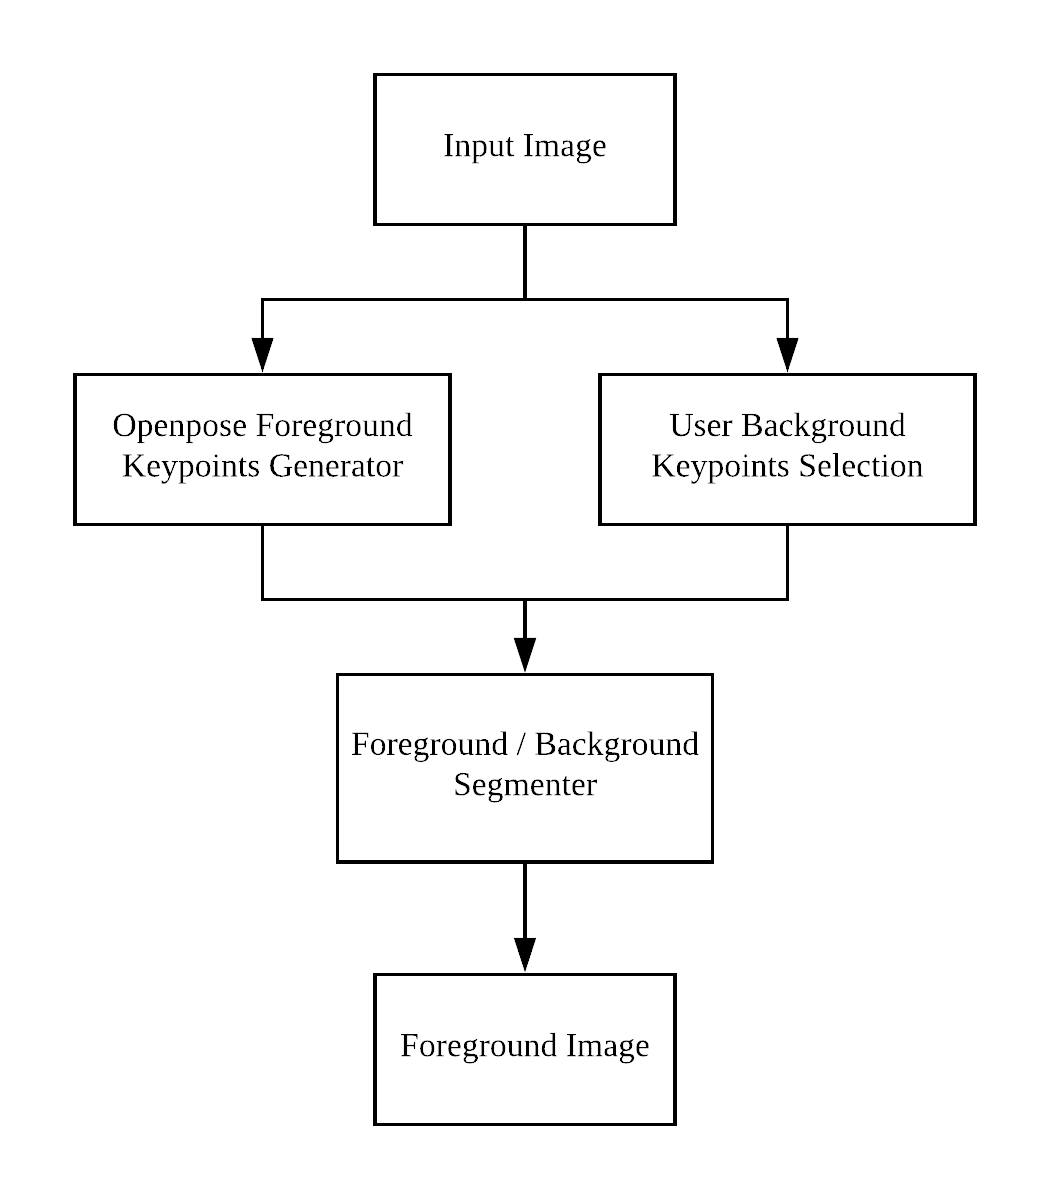 Input Image
Openpose Foreground
Keypoints Generator
User Background
Keypoints Selection
Foreground / Background
Segmenter
Foreground Image